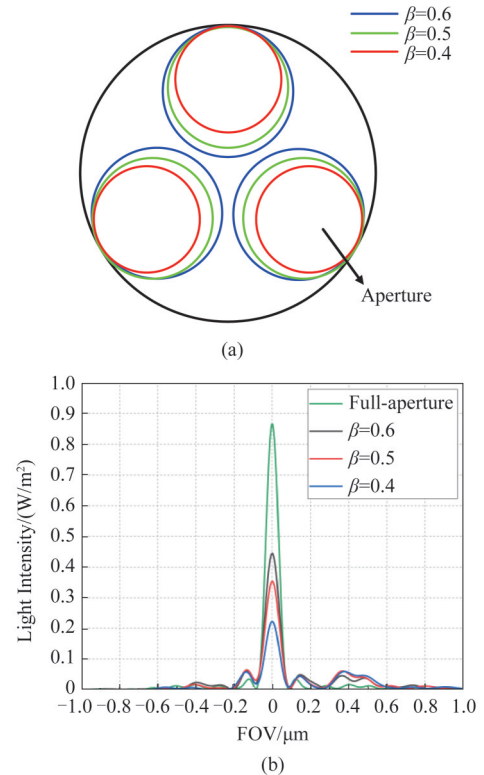 β=0.6
β=0.5
β=0.4
Aperture
(a)
Light Intensity/(W/m²)
1.0
0.9
0.8
0.7
0.6
0.5
0.4
0.3
0.2
0.1
0
Full-aperture
β=0.6
β=0.5
β=0.4
−1.0 −0.8 −0.6 −0.4 −0.2 0 0.2 0.4 0.6 0.8 1.0
FOV/μm
(b)